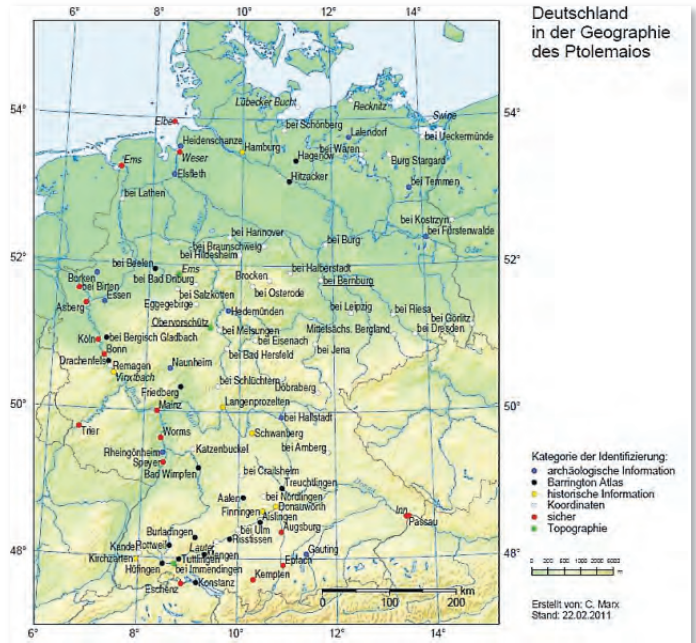 6°
8°
10°
12°
14°
Deutschland
in der Geographie
des Ptolemaios
54°
54°
Lübecker Bucht
Recknitz
Swine
Elbe
bei Schönberg
Lalendorf
bei Ueckermünde
Heidenschanze
Hamburg
bei Waren
Weser
Hagenow
Burg Stargard
Ems
Elsfleth
Hitzacker
bei Temmen
bei Lathen
bei Kostrzyn
bei Hannover
bei Burg
bei Fürstenwalde
bei Braunschweig
52°
bei Hildesheim
52°
bei Beelen
Ems
bei Halberstadt
Borken
bei Bad Driburg
Brocken
bei Bernburg
bei Birten
bei Salzkotten
bei Osterode
Essen
Eggegebirge
bei Leipzig
bei Riesa
Asberg
Hedemünden
bei Görlitz
Obervorschütz
bei Melsungen
Mittelsächs. Bergland
bei Dresden
Köln
bei Bergisch Gladbach
bei Eisenach
Bonn
bei Bad Hersfeld
bei Jena
Drachenfels
Naunheim
Remagen
Vinxtbach
bei Schlüchtern
Friedberg
Döbraberg
50°
Mainz
Langenprozelten
50°
bei Hallstadt
Trier
Worms
Schwanberg
Katzenbuckel
bei Amberg
Rheingönheim
Speyer
bei Crailsheim
Bad Wimpfen
Treuchtlingen
Aalen
bei Nördlingen
Donauwörth
Inn
Finningen
Aislingen
Passau
bei Ulm
Augsburg
Burladingen
Risstissen
48°
Rottweil
Lauter
Gauting
48°
Kirchzarten
Tuttlingen
Epfach
Hüfingen
bei Immendingen
Eschenz
Konstanz
Kempten
0
100
200
km
6°
8°
10°
12°
14°
Kategorie der Identifizierung:
archäologische Information
Barrington Atlas
historische Information
Koordinaten
sicher
Topographie
Erstellt von: C. Marx
Stand: 22.02.2011